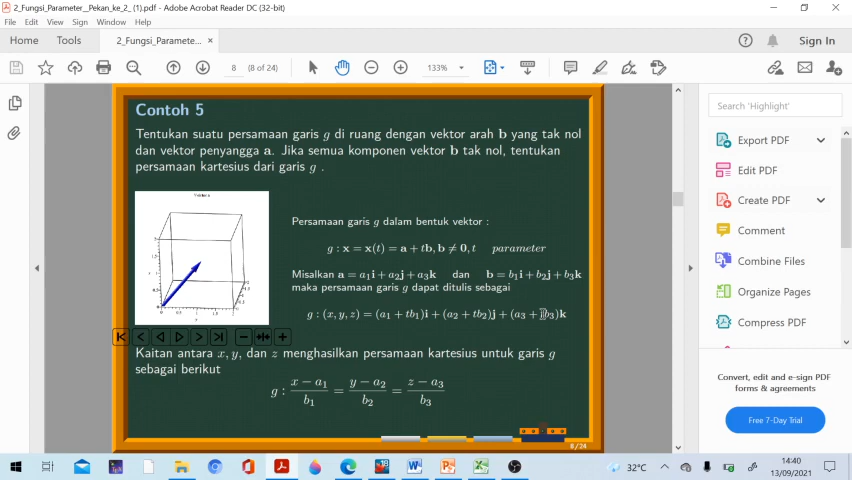 2_Fungsi_Parameter__Pekan_ke_2_ (1).pdf - Adobe Acrobat Reader DC (32-bit)
File Edit View Sign Window Help
Home Tools 2_Fungsi_Paramete... × Sign In
8 (8 of 24) 133%
Contoh 5
Tentukan suatu persamaan garis g di ruang dengan vektor arah b yang tak nol
dan vektor penyangga a. Jika semua komponen vektor b tak nol, tentukan
persamaan kartesius dari garis g .
Persamaan garis g dalam bentuk vektor :
g : x = x(t) = a + tb, b ≠ 0, t parameter
Misalkan a = a₁i + a₂j + a₃k dan b = b₁i + b₂j + b₃k
maka persamaan garis g dapat ditulis sebagai
g : (x, y, z) = (a₁ + tb₁)i + (a₂ + tb₂)j + (a₃ + tb₃)k
Kaitan antara x, y, dan z menghasilkan persamaan kartesius untuk garis g
sebagai berikut
g : (x − a₁)/b₁ = (y − a₂)/b₂ = (z − a₃)/b₃
8/24
Search 'Highlight'
Export PDF
Edit PDF
Create PDF
Comment
Combine Files
Organize Pages
Compress PDF
Convert, edit and e-sign PDF
forms & agreements
Free 7-Day Trial
32°C
14:40
13/09/2021